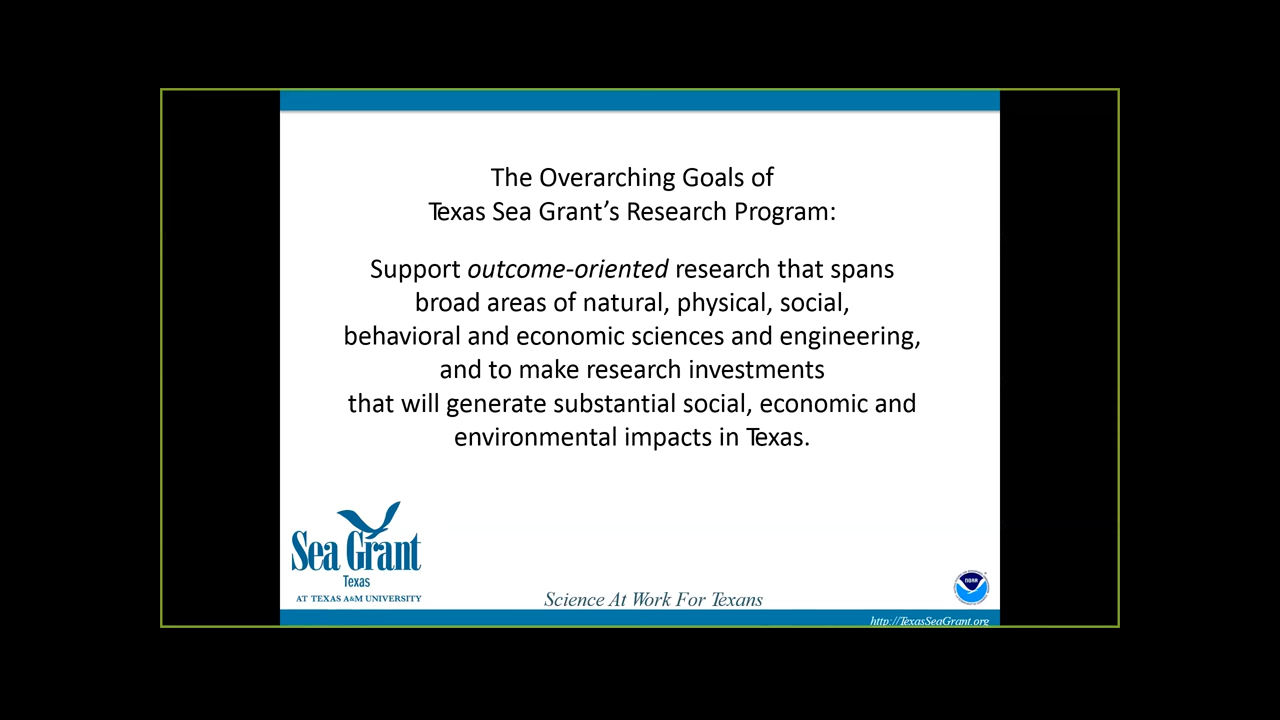 The Overarching Goals of
Texas Sea Grant’s Research Program:
Support outcome-oriented research that spans
broad areas of natural, physical, social,
behavioral and economic sciences and engineering,
and to make research investments
that will generate substantial social, economic and
environmental impacts in Texas.
Sea Grant
Texas
AT TEXAS A&M UNIVERSITY
Science At Work For Texans
NOAA
http://TexasSeaGrant.org